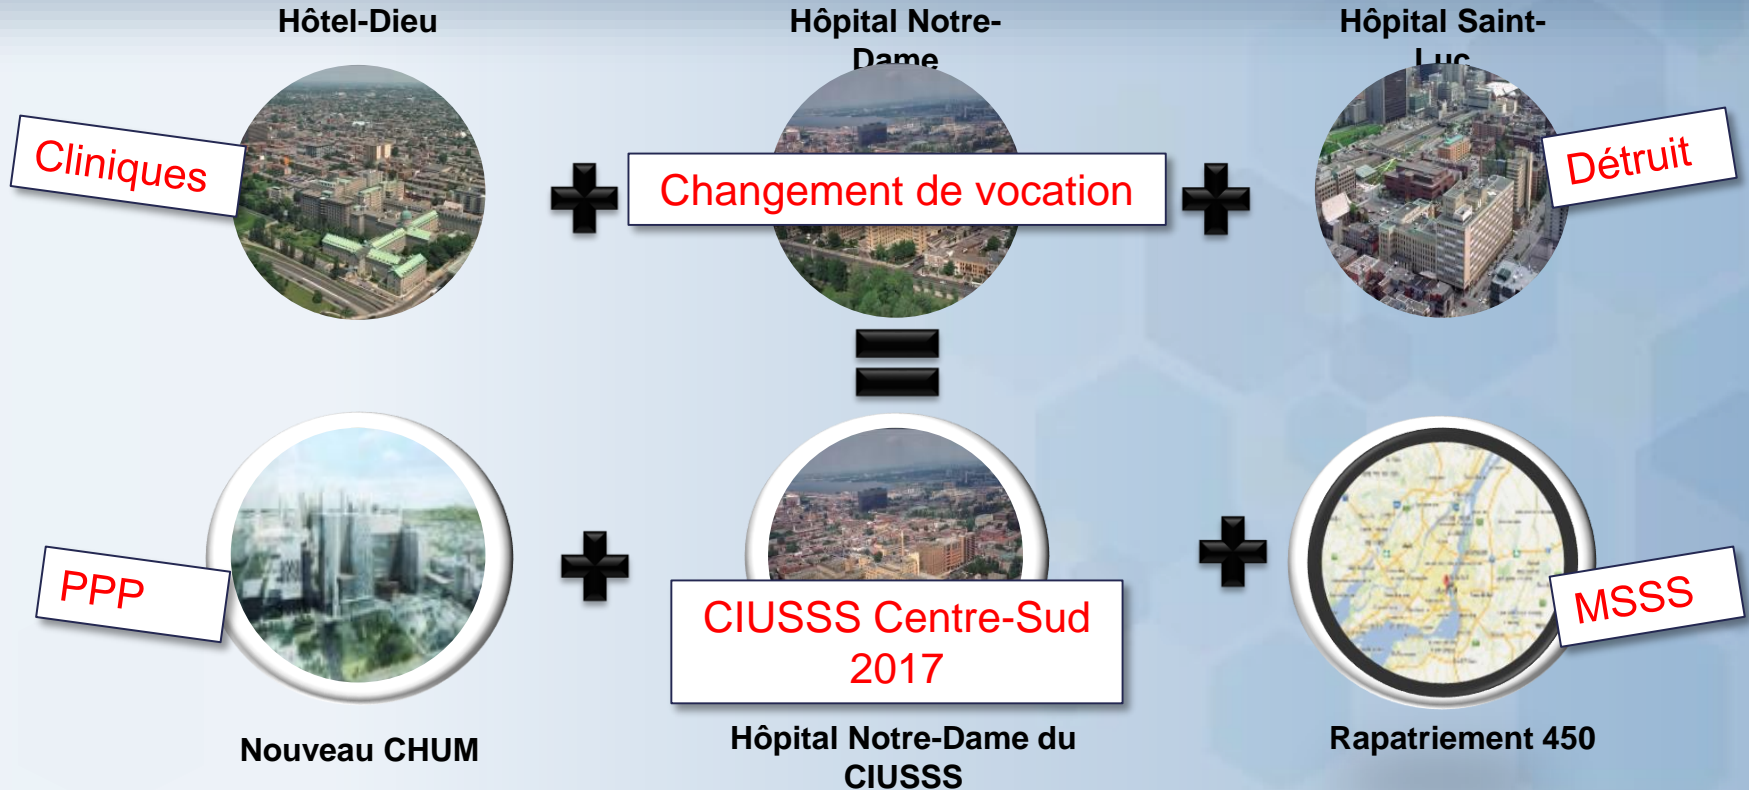 Hôtel-Dieu
Hôpital Notre-
Dame
Hôpital Saint-
Luc
Cliniques
Changement de vocation
Détruit
PPP
CIUSSS Centre-Sud
2017
MSSS
Nouveau CHUM
Hôpital Notre-Dame du
CIUSSS
Rapatriement 450